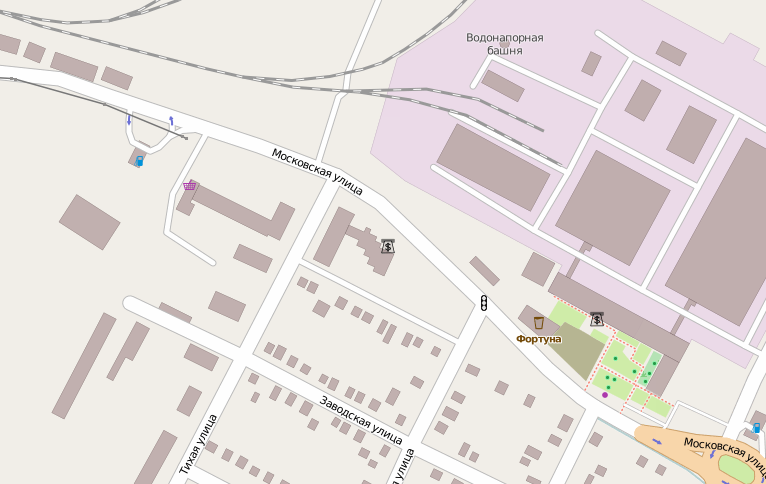 Водонапорная
башня
Московская улица
Фортуна
Заводская улица
Тихая улица
улица
Московская улица